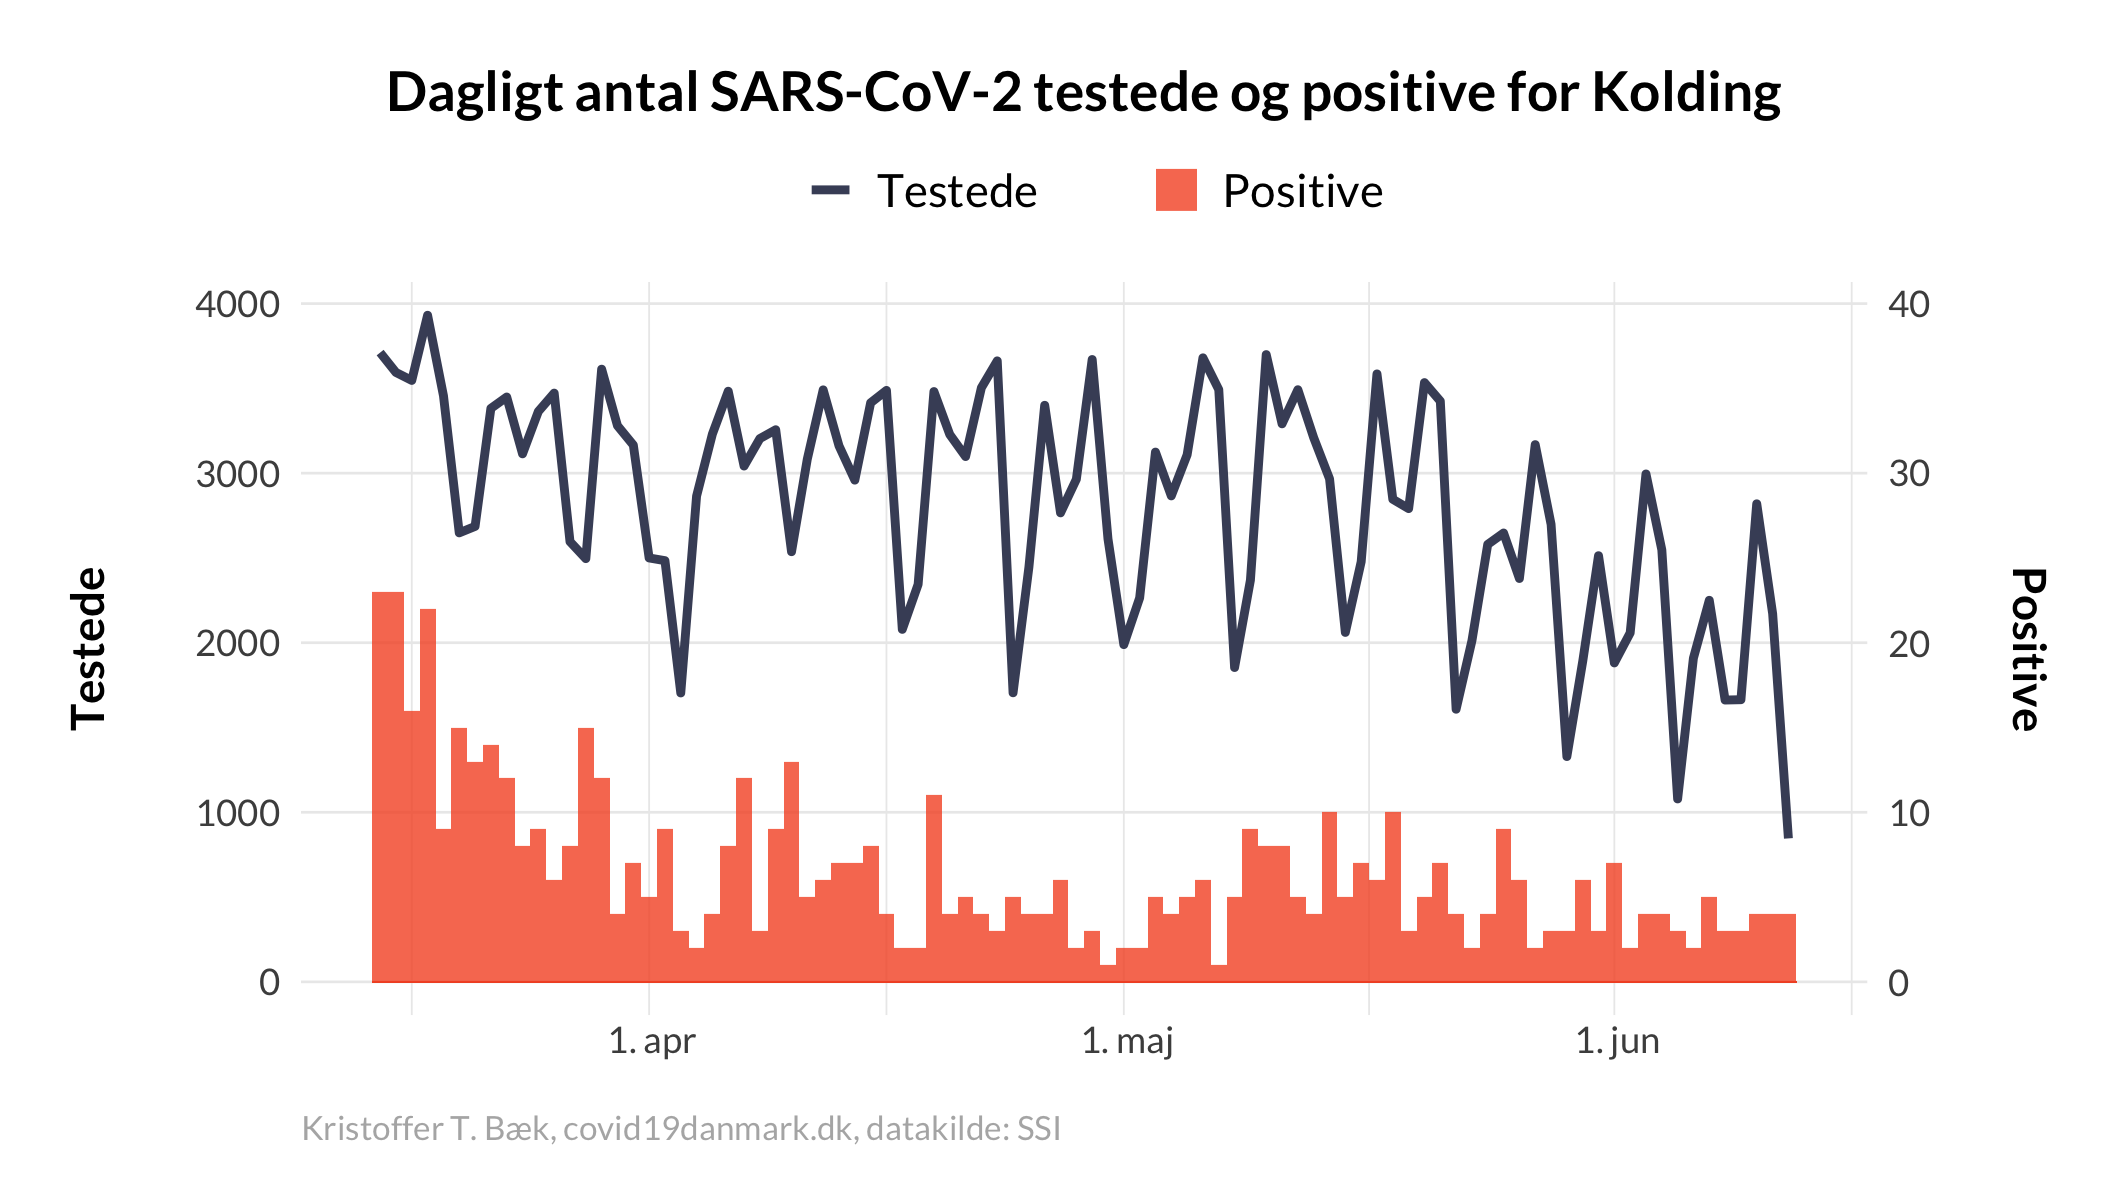 Dagligt antal SARS-CoV-2 testede og positive for Kolding
Testede
Positive
4000
3000
2000
1000
0
Testede
40
30
20
10
0
Positive
1. apr
1. maj
1. jun
Kristoffer T. Bæk, covid19danmark.dk, datakilde: SSI